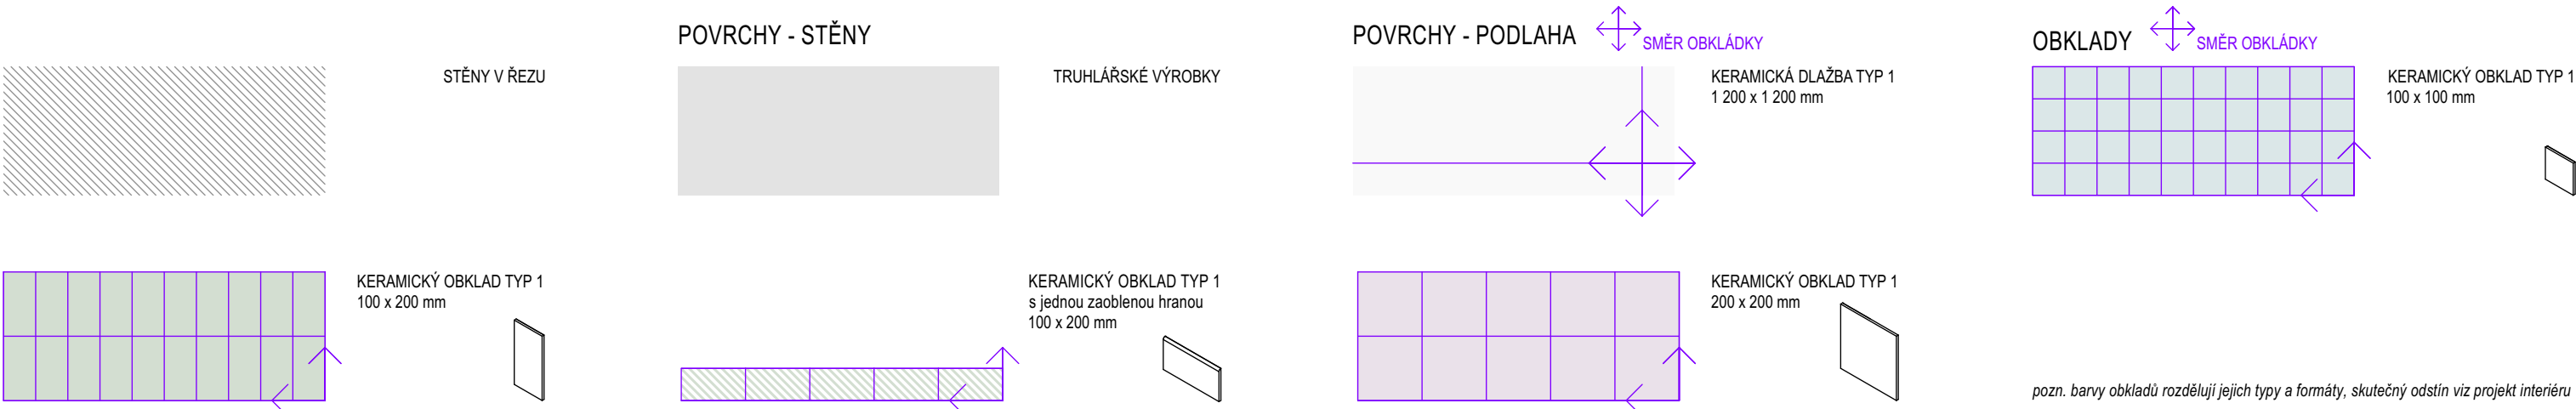 POVRCHY - STĚNY
POVRCHY - PODLAHA
SMĚR OBKLÁDKY
OBKLADY
SMĚR OBKLÁDKY
STĚNY V ŘEZU
TRUHLÁŘSKÉ VÝROBKY
KERAMICKÁ DLAŽBA TYP 1
1 200 x 1 200 mm
KERAMICKÝ OBKLAD TYP 1
100 x 100 mm
KERAMICKÝ OBKLAD TYP 1
100 x 200 mm
KERAMICKÝ OBKLAD TYP 1
s jednou zaoblenou hranou
100 x 200 mm
KERAMICKÝ OBKLAD TYP 1
200 x 200 mm
pozn. barvy obkladů rozdělují jejich typy a formáty, skutečný odstín viz projekt interiéru